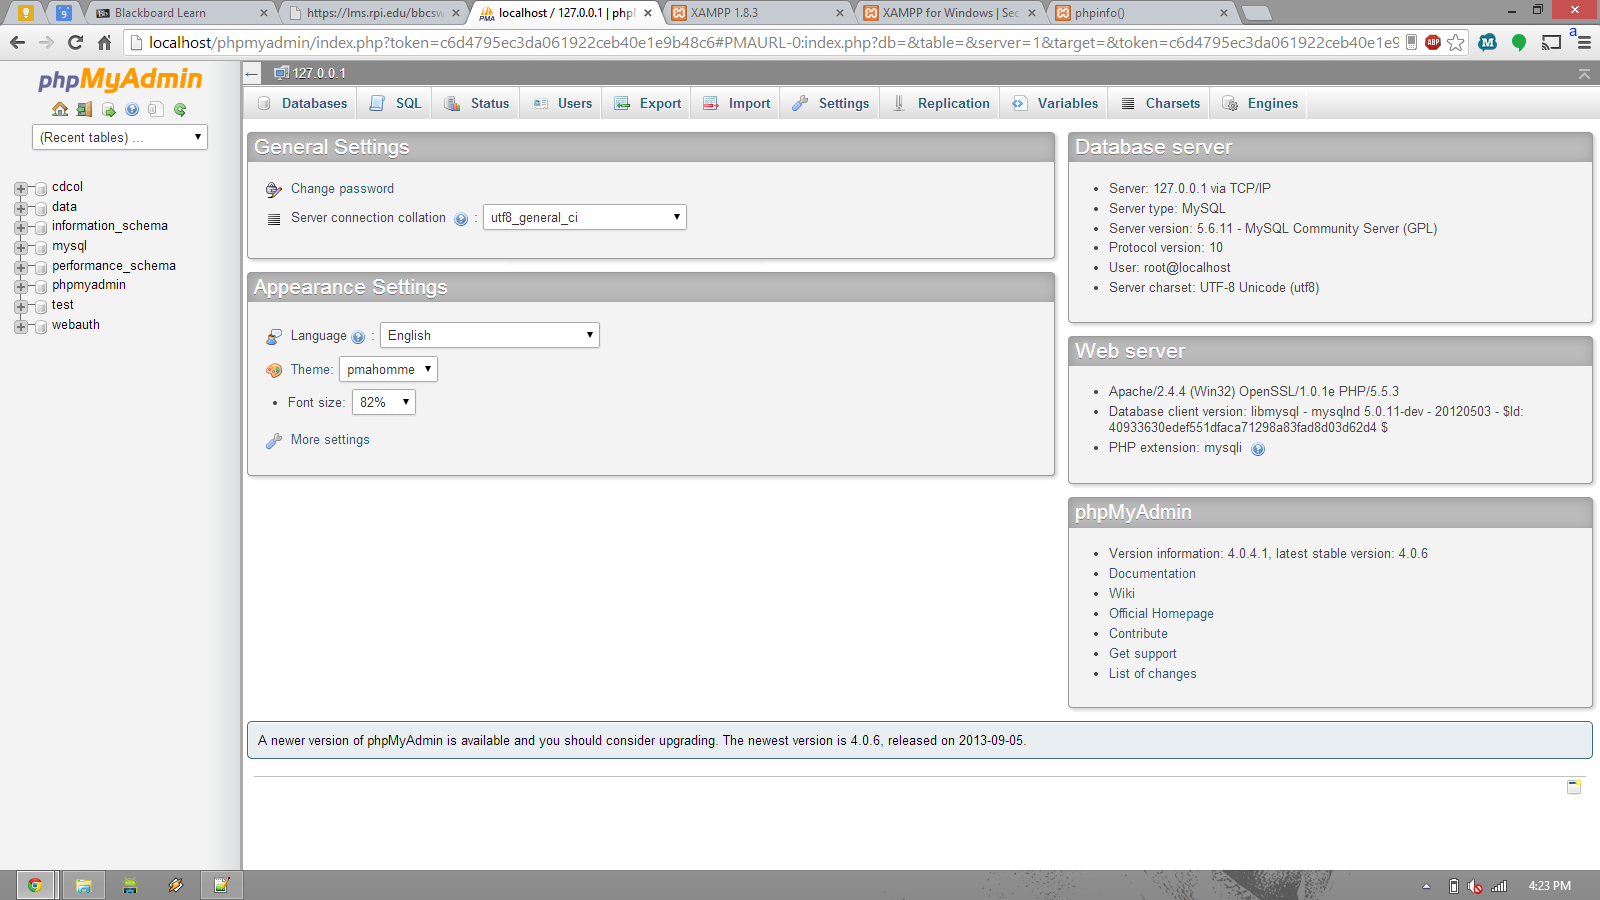 Blackboard Learn
https://lms.rpi.edu/bbcsw
localhost / 127.0.0.1 | phpl
XAMPP 1.8.3
XAMPP for Windows | Sec
phpinfo()
localhost/phpmyadmin/index.php?token=c6d4795ec3da061922ceb40e1e9b48c6#PMAURL-0:index.php?db=&table=&server=1&target=&token=c6d4795ec3da061922ceb40e1e9
ABP
phpMyAdmin
(Recent tables) ...
cdcol
data
information_schema
mysql
performance_schema
phpmyadmin
test
webauth
127.0.0.1
Databases
SQL
Status
Users
Export
Import
Settings
Replication
Variables
Charsets
Engines
General Settings
Change password
Server connection collation :
utf8_general_ci
Appearance Settings
Language :
English
Theme:
pmahomme
Font size:
82%
More settings
Database server
Server: 127.0.0.1 via TCP/IP
Server type: MySQL
Server version: 5.6.11 - MySQL Community Server (GPL)
Protocol version: 10
User: root@localhost
Server charset: UTF-8 Unicode (utf8)
Web server
Apache/2.4.4 (Win32) OpenSSL/1.0.1e PHP/5.5.3
Database client version: libmysql - mysqlnd 5.0.11-dev - 20120503 - $Id:
40933630edef551dfaca71298a83fad8d03d62d4 $
PHP extension: mysqli
phpMyAdmin
Version information: 4.0.4.1, latest stable version: 4.0.6
Documentation
Wiki
Official Homepage
Contribute
Get support
List of changes
A newer version of phpMyAdmin is available and you should consider upgrading. The newest version is 4.0.6, released on 2013-09-05.
4:23 PM